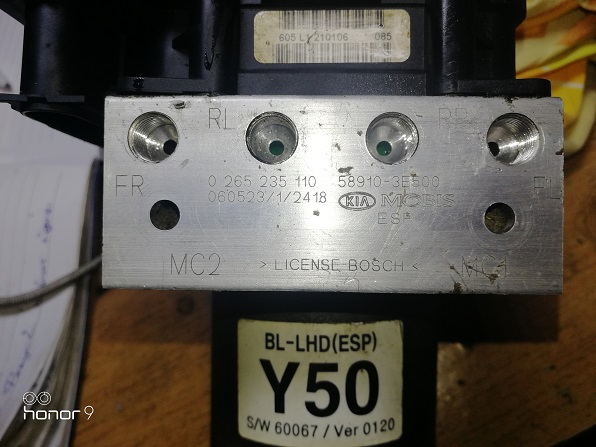 605 L1 210106 085
RL RR
FR 0 265 235 110 58910-3E500 FL
060523/1/2418 KIA MOBIS
ESP
MC2 > LICENSE BOSCH < MC1
BL-LHD(ESP)
Y50
S/W 60067 / Ver 0120
honor 9